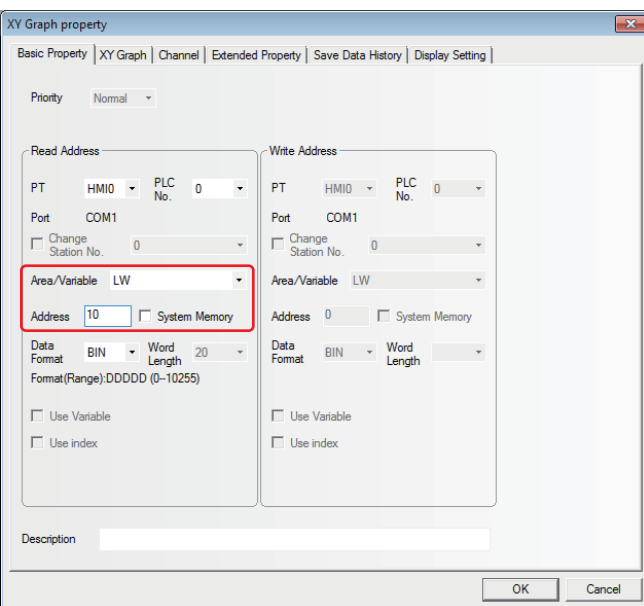 XY Graph property
Basic Property XY Graph Channel Extended Property Save Data History Display Setting
Priority Normal
Read Address
PT HMI0 PLC No. 0
Port COM1
Change Station No. 0
Area/Variable LW
Address 10 System Memory
Data Format BIN Word Length 20
Format(Range):DDDDD (0--10255)
Use Variable
Use index
Write Address
PT HMI0 PLC No. 0
Port COM1
Change Station No. 0
Area/Variable LW
Address 0 System Memory
Data Format BIN Word Length
Use Variable
Use index
Description
OK Cancel